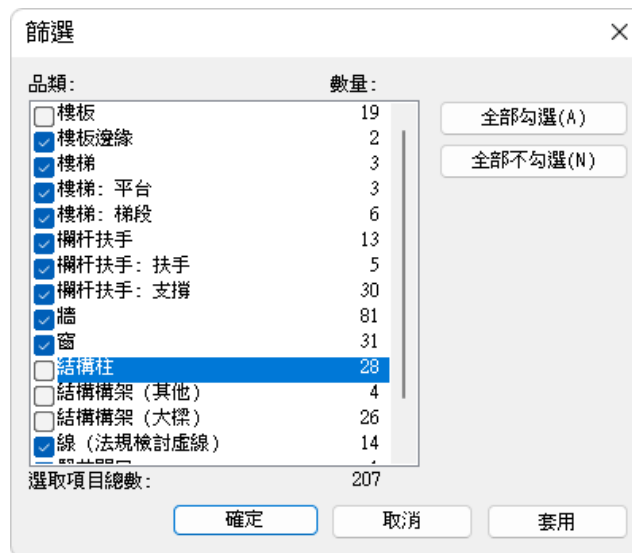 篩選
品類: 數量:
樓板 19
樓板邊緣 2
樓梯 3
樓梯: 平台 3
樓梯: 梯段 6
欄杆扶手 13
欄杆扶手: 扶手 5
欄杆扶手: 支撐 30
牆 81
窗 31
結構柱 28
結構構架 (其他) 4
結構構架 (大樑) 26
線 (法規檢討虛線) 14
選取項目總數: 207
全部勾選(A)
全部不勾選(N)
確定 取消 套用